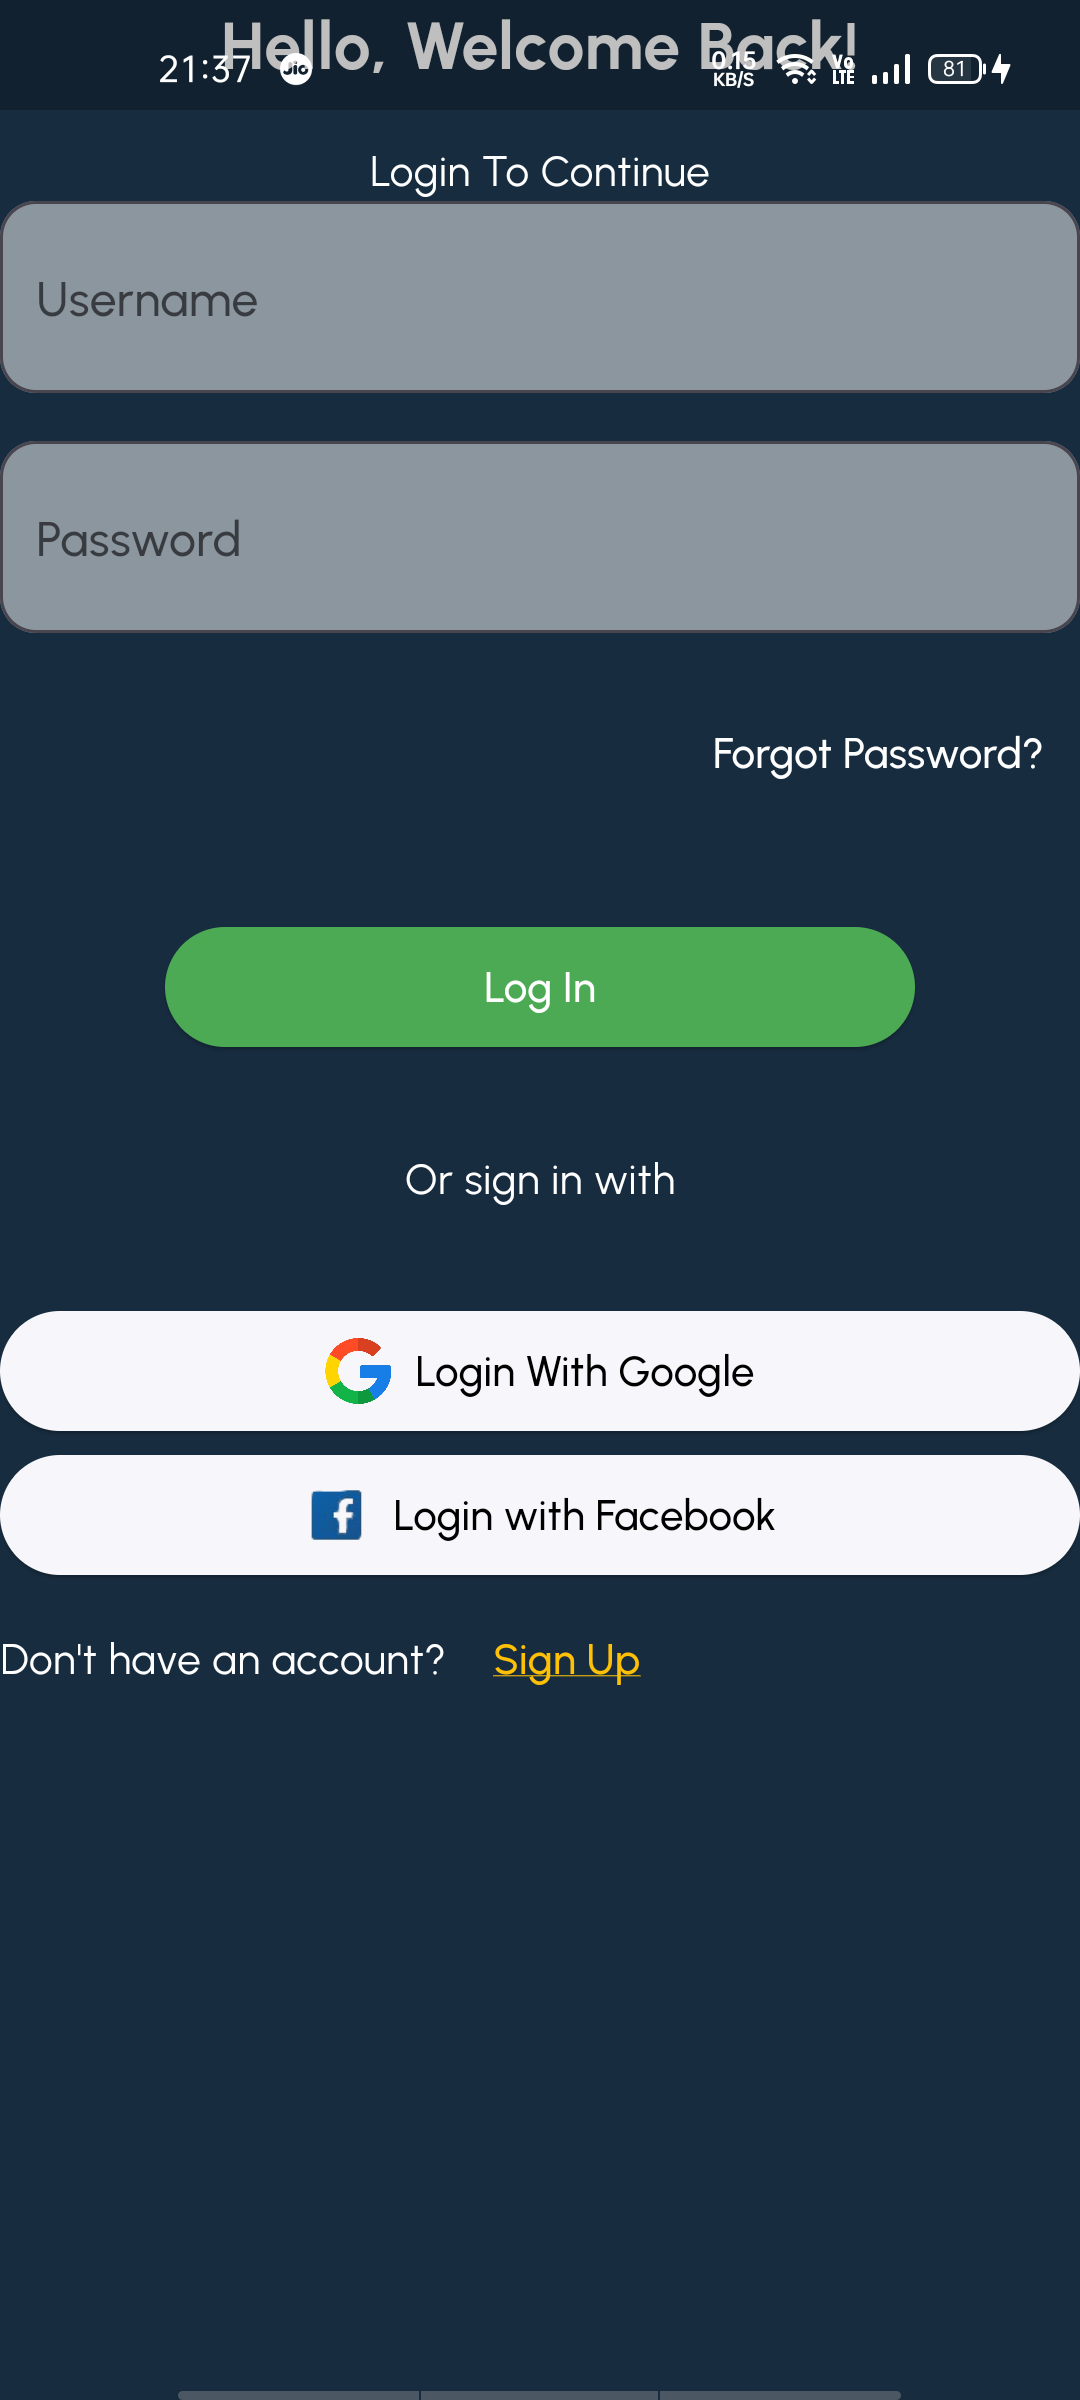 Hello, Welcome Back!
21:37 Jio 0.15 KB/S Vo LTE 81
Login To Continue
Username
Password
Forgot Password?
Log In
Or sign in with
Login With Google
Login with Facebook
Don't have an account? Sign Up